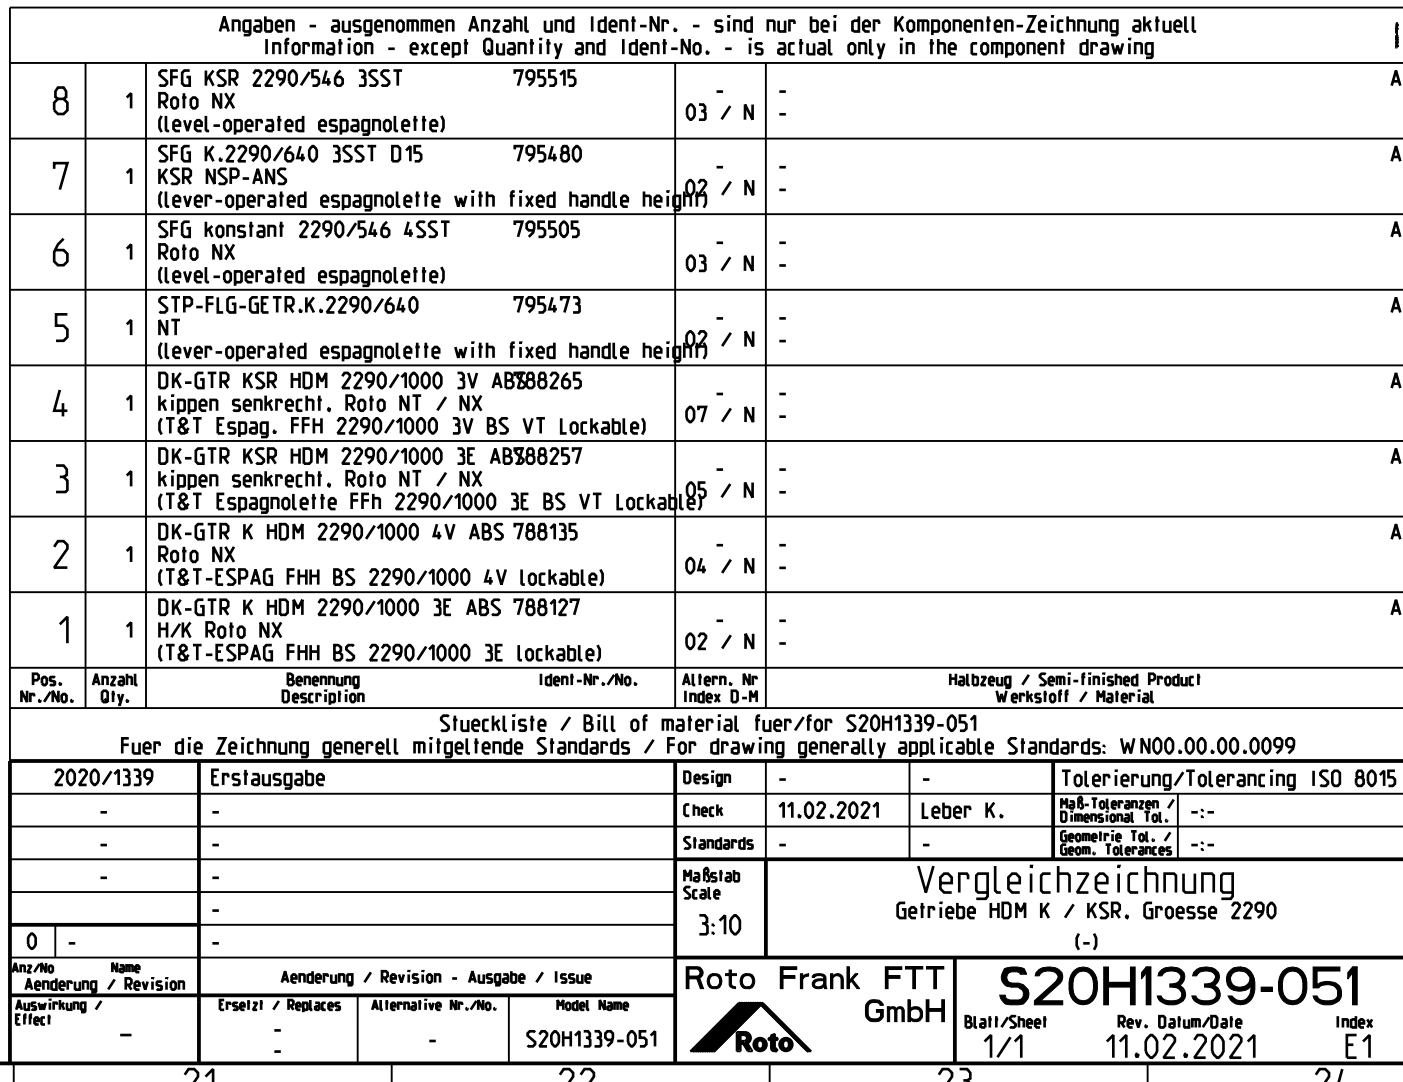 Angaben - ausgenommen Anzahl und Ident-Nr. - sind nur bei der Komponenten-Zeichnung aktuell
Information - except Quantity and Ident-No. - is actual only in the component drawing
8 1 SFG KSR 2290/546 3SST 795515 - - A
Roto NX 03 / N -
(level-operated espagnolette)
7 1 SFG K.2290/640 3SST D15 795480 - - A
KSR NSP-ANS 02 / N -
(lever-operated espagnolette with fixed handle height)
6 1 SFG konstant 2290/546 4SST 795505 - - A
Roto NX 03 / N -
(level-operated espagnolette)
5 1 STP-FLG-GETR.K.2290/640 795473 - - A
NT 02 / N -
(lever-operated espagnolette with fixed handle height)
4 1 DK-GTR KSR HDM 2290/1000 3V ABS 788265 - - A
kippen senkrecht, Roto NT / NX 07 / N -
(T&T Espag. FFH 2290/1000 3V BS VT Lockable)
3 1 DK-GTR KSR HDM 2290/1000 3E ABS 788257 - - A
kippen senkrecht, Roto NT / NX 05 / N -
(T&T Espagnolette FFh 2290/1000 3E BS VT Lockable)
2 1 DK-GTR K HDM 2290/1000 4V ABS 788135 - - A
Roto NX 04 / N -
(T&T-ESPAG FHH BS 2290/1000 4V lockable)
1 1 DK-GTR K HDM 2290/1000 3E ABS 788127 - - A
H/K Roto NX 02 / N -
(T&T-ESPAG FHH BS 2290/1000 3E lockable)
Pos. Anzahl Benennung Ident-Nr./No. Altern. Nr Halbzeug / Semi-finished Product
Nr./No. Qty. Description Index D-M Werkstoff / Material
Stueckliste / Bill of material fuer/for S20H1339-051
Fuer die Zeichnung generell mitgeltende Standards / For drawing generally applicable Standards: WN00.00.00.0099
2020/1339 Erstausgabe Design - - Tolerierung/Tolerancing ISO 8015
- - Check 11.02.2021 Leber K. Maß-Toleranzen / Dimensional Tol. -:-
- - Standards - - Geometrie Tol. / Geom. Tolerances -:-
- - Maßstab Scale 3:10
-
0 - -
Vergleichzeichnung
Getriebe HDM K / KSR, Groesse 2290
(-)
Anz/No Name
Aenderung / Revision
Aenderung / Revision - Ausgabe / Issue
Auswirkung / Effect -
Ersetzt / Replaces - -
Alternative Nr./No. -
Model Name
S20H1339-051
Roto Frank FTT
GmbH
Roto
S20H1339-051
Blatt/Sheet Rev. Datum/Date Index
1/1 11.02.2021 E1